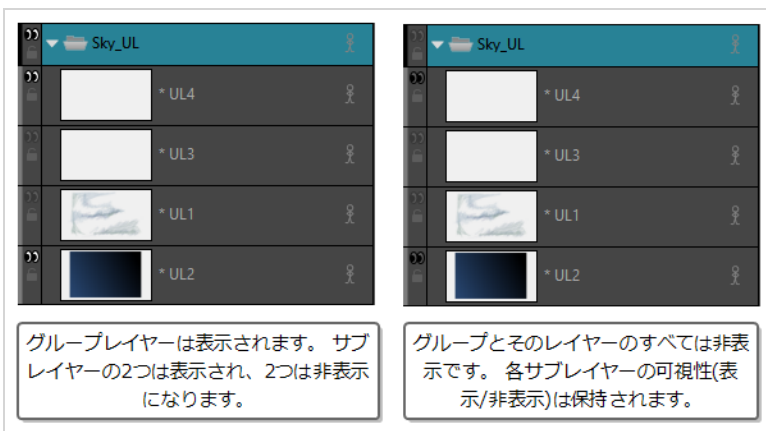 Sky_UL
* UL4
* UL3
* UL1
* UL2
グループレイヤーは表示されます。 サブ
レイヤーの2つは表示され、2つは非表示
になります。
Sky_UL
* UL4
* UL3
* UL1
* UL2
グループとそのレイヤーのすべては非表
示です。 各サブレイヤーの可視性(表
示/非表示)は保持されます。